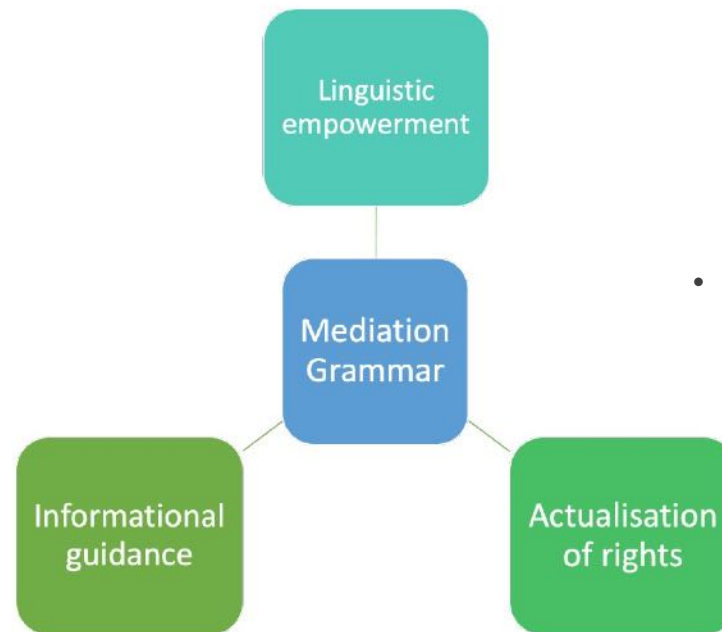 Linguistic
empowerment
Mediation
Grammar
Informational
guidance
Actualisation
of rights